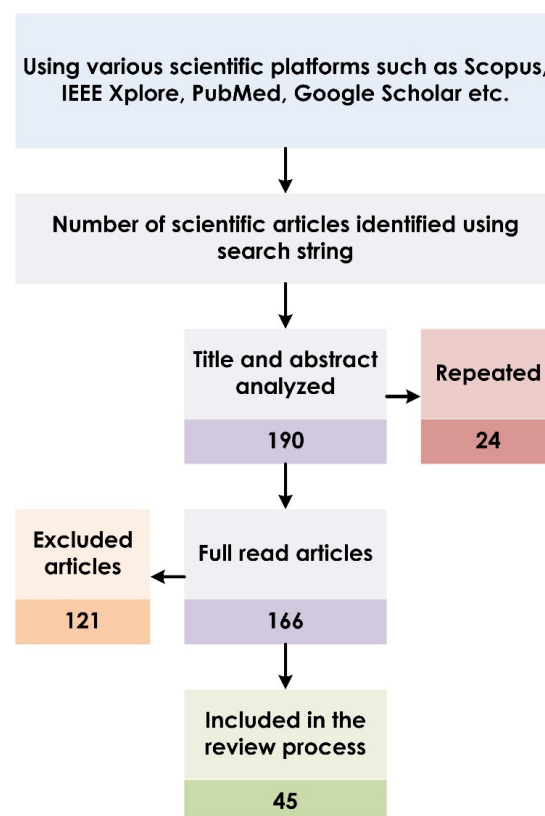 Using various scientific platforms such as Scopus,
IEEE Xplore, PubMed, Google Scholar etc.
Number of scientific articles identified using
search string
Title and abstract
analyzed
190
Repeated
24
Excluded
articles
121
Full read articles
166
Included in the
review process
45